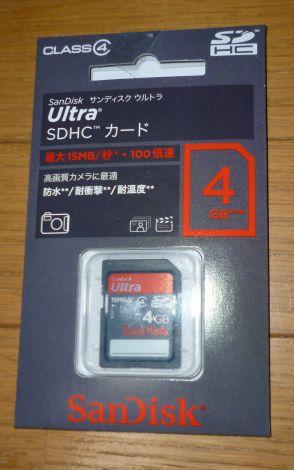 CLASS 4
SD
HC
SanDisk サンディスク ウルトラ
Ultra®
SDHC™ カード
最大15MB/秒*・100倍速
高画質カメラに最適
防水**/耐衝撃**/耐温度**
4
GB***
SanDisk
Ultra
15MB/s
4GB
SanDisk
SanDisk